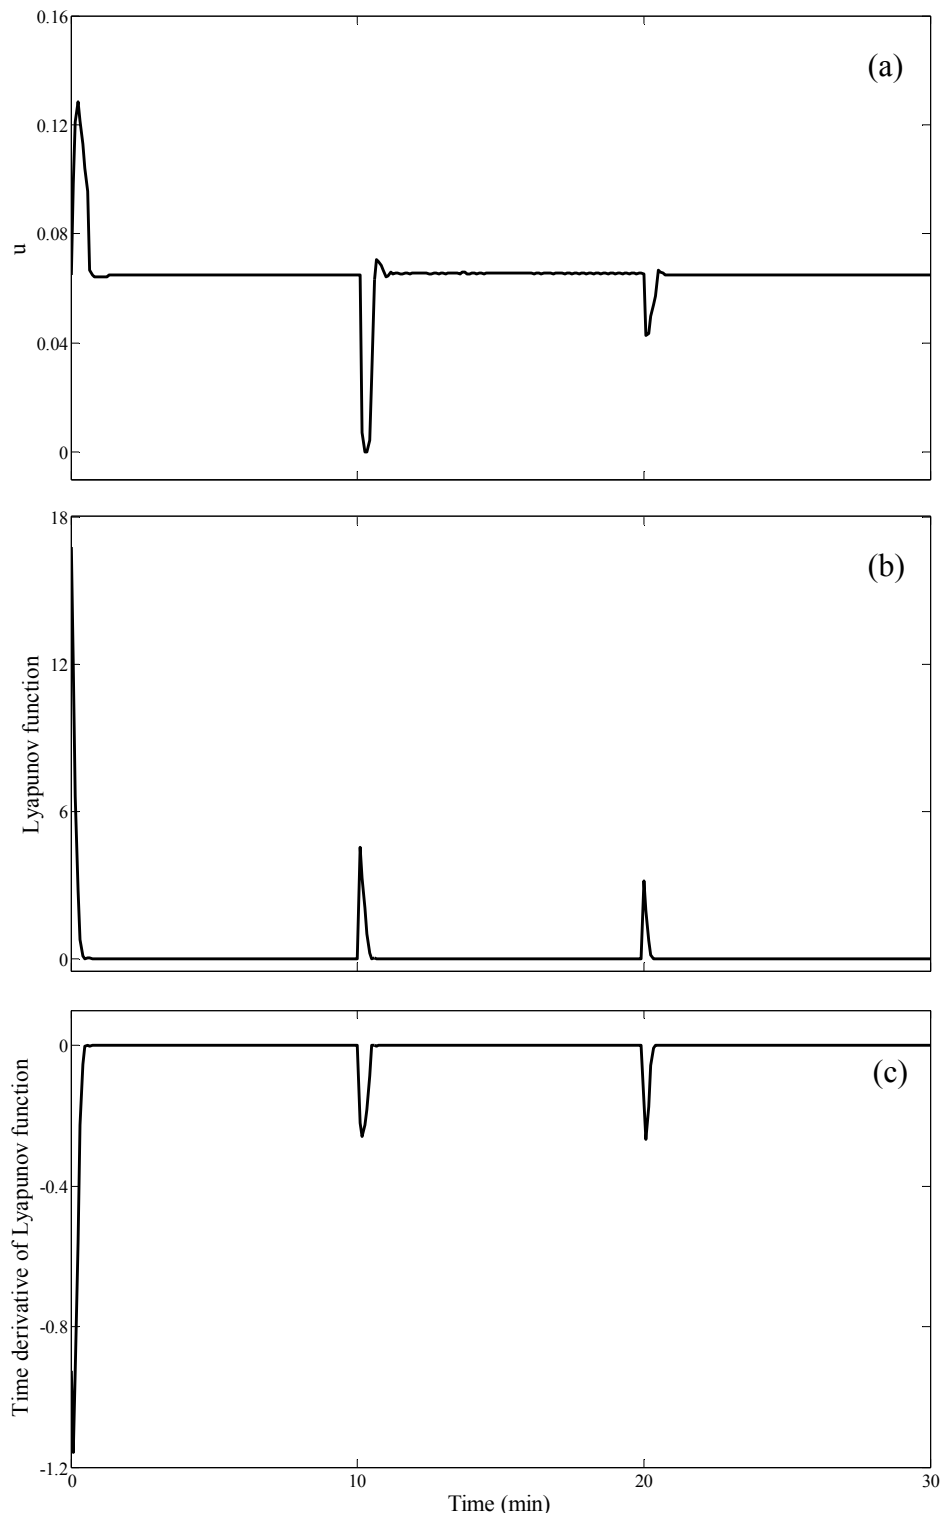 0.16
(a)
0.12
0.08
u
0.04
0
18
(b)
12
Lyapunov function
6
0
0
(c)
Time derivative of Lyapunov function
-0.4
-0.8
-1.2
0 10 20 30
Time (min)